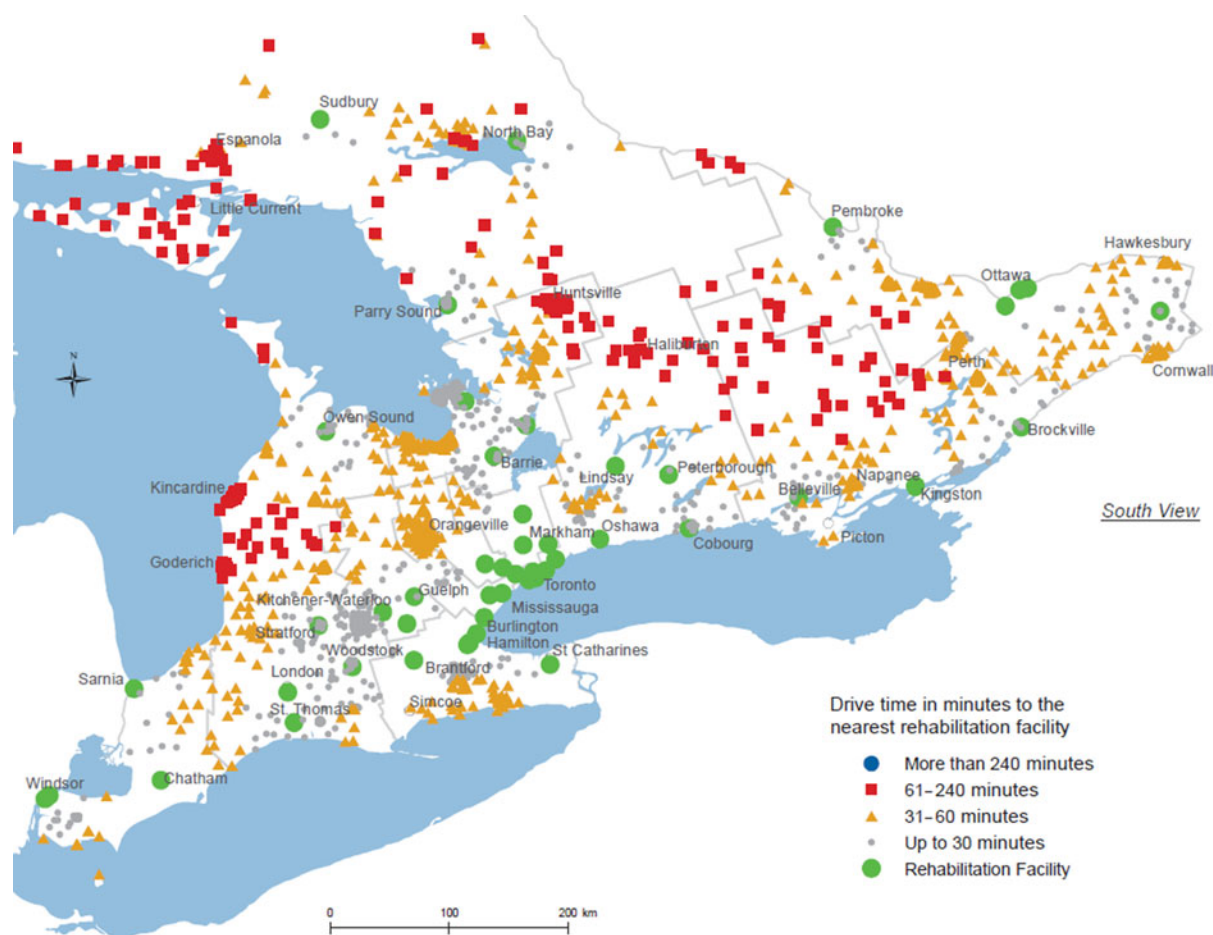 Sudbury
North Bay
Espanola
Little Current
Pembroke
Hawkesbury
Ottawa
Huntsville
Parry Sound
Haliburton
Perth
Cornwall
N
Owen Sound
Brockville
Barrie
Lindsay
Peterborough
Napanee
Kincardine
Belleville
Kingston
Orangeville
Markham
Oshawa
Cobourg
Picton
South View
Goderich
Toronto
Guelph
Kitchener-Waterloo
Mississauga
Stratford
Burlington
Hamilton
Woodstock
St Catharines
Brantford
London
Sarnia
St. Thomas
Simcoe
Chatham
Windsor
Drive time in minutes to the
nearest rehabilitation facility
More than 240 minutes
61–240 minutes
31–60 minutes
Up to 30 minutes
Rehabilitation Facility
0 100 200 km